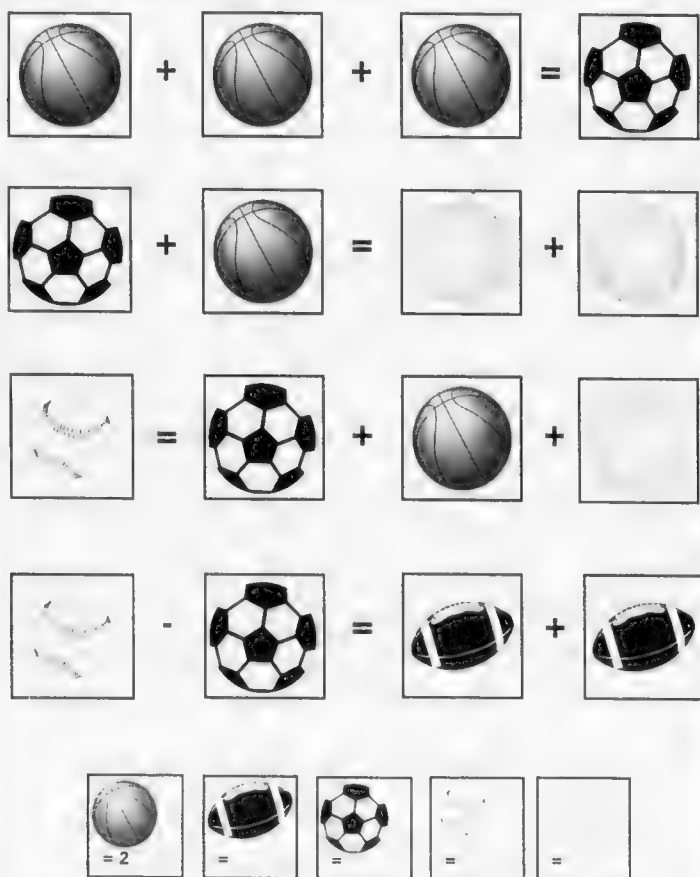 + + =
+ = +
= + +
- = +
= 2 = = = =